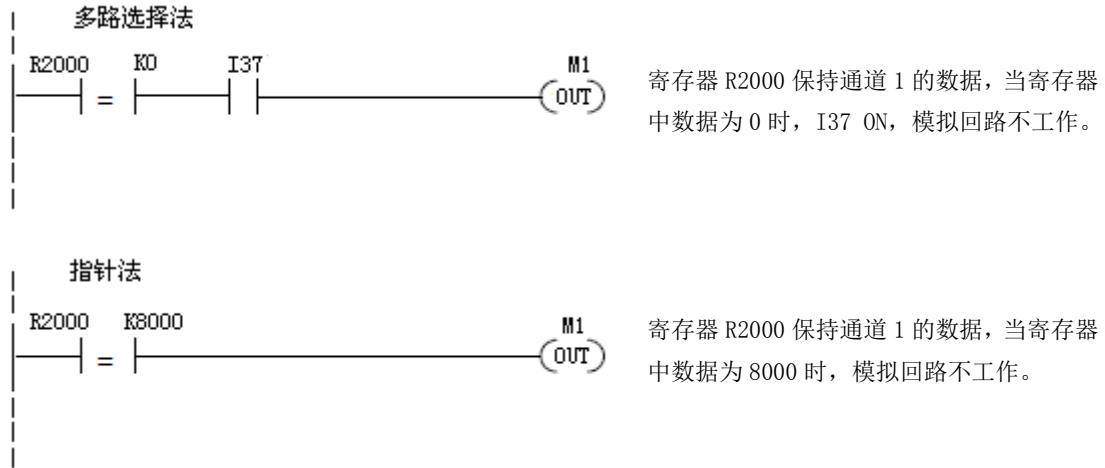 多路选择法
R2000 K0 I37 M1
= OUT
寄存器 R2000 保持通道 1 的数据，当寄存器
中数据为 0 时，I37 ON，模拟回路不工作。
指针法
R2000 K8000 M1
= OUT
寄存器 R2000 保持通道 1 的数据，当寄存器
中数据为 8000 时，模拟回路不工作。